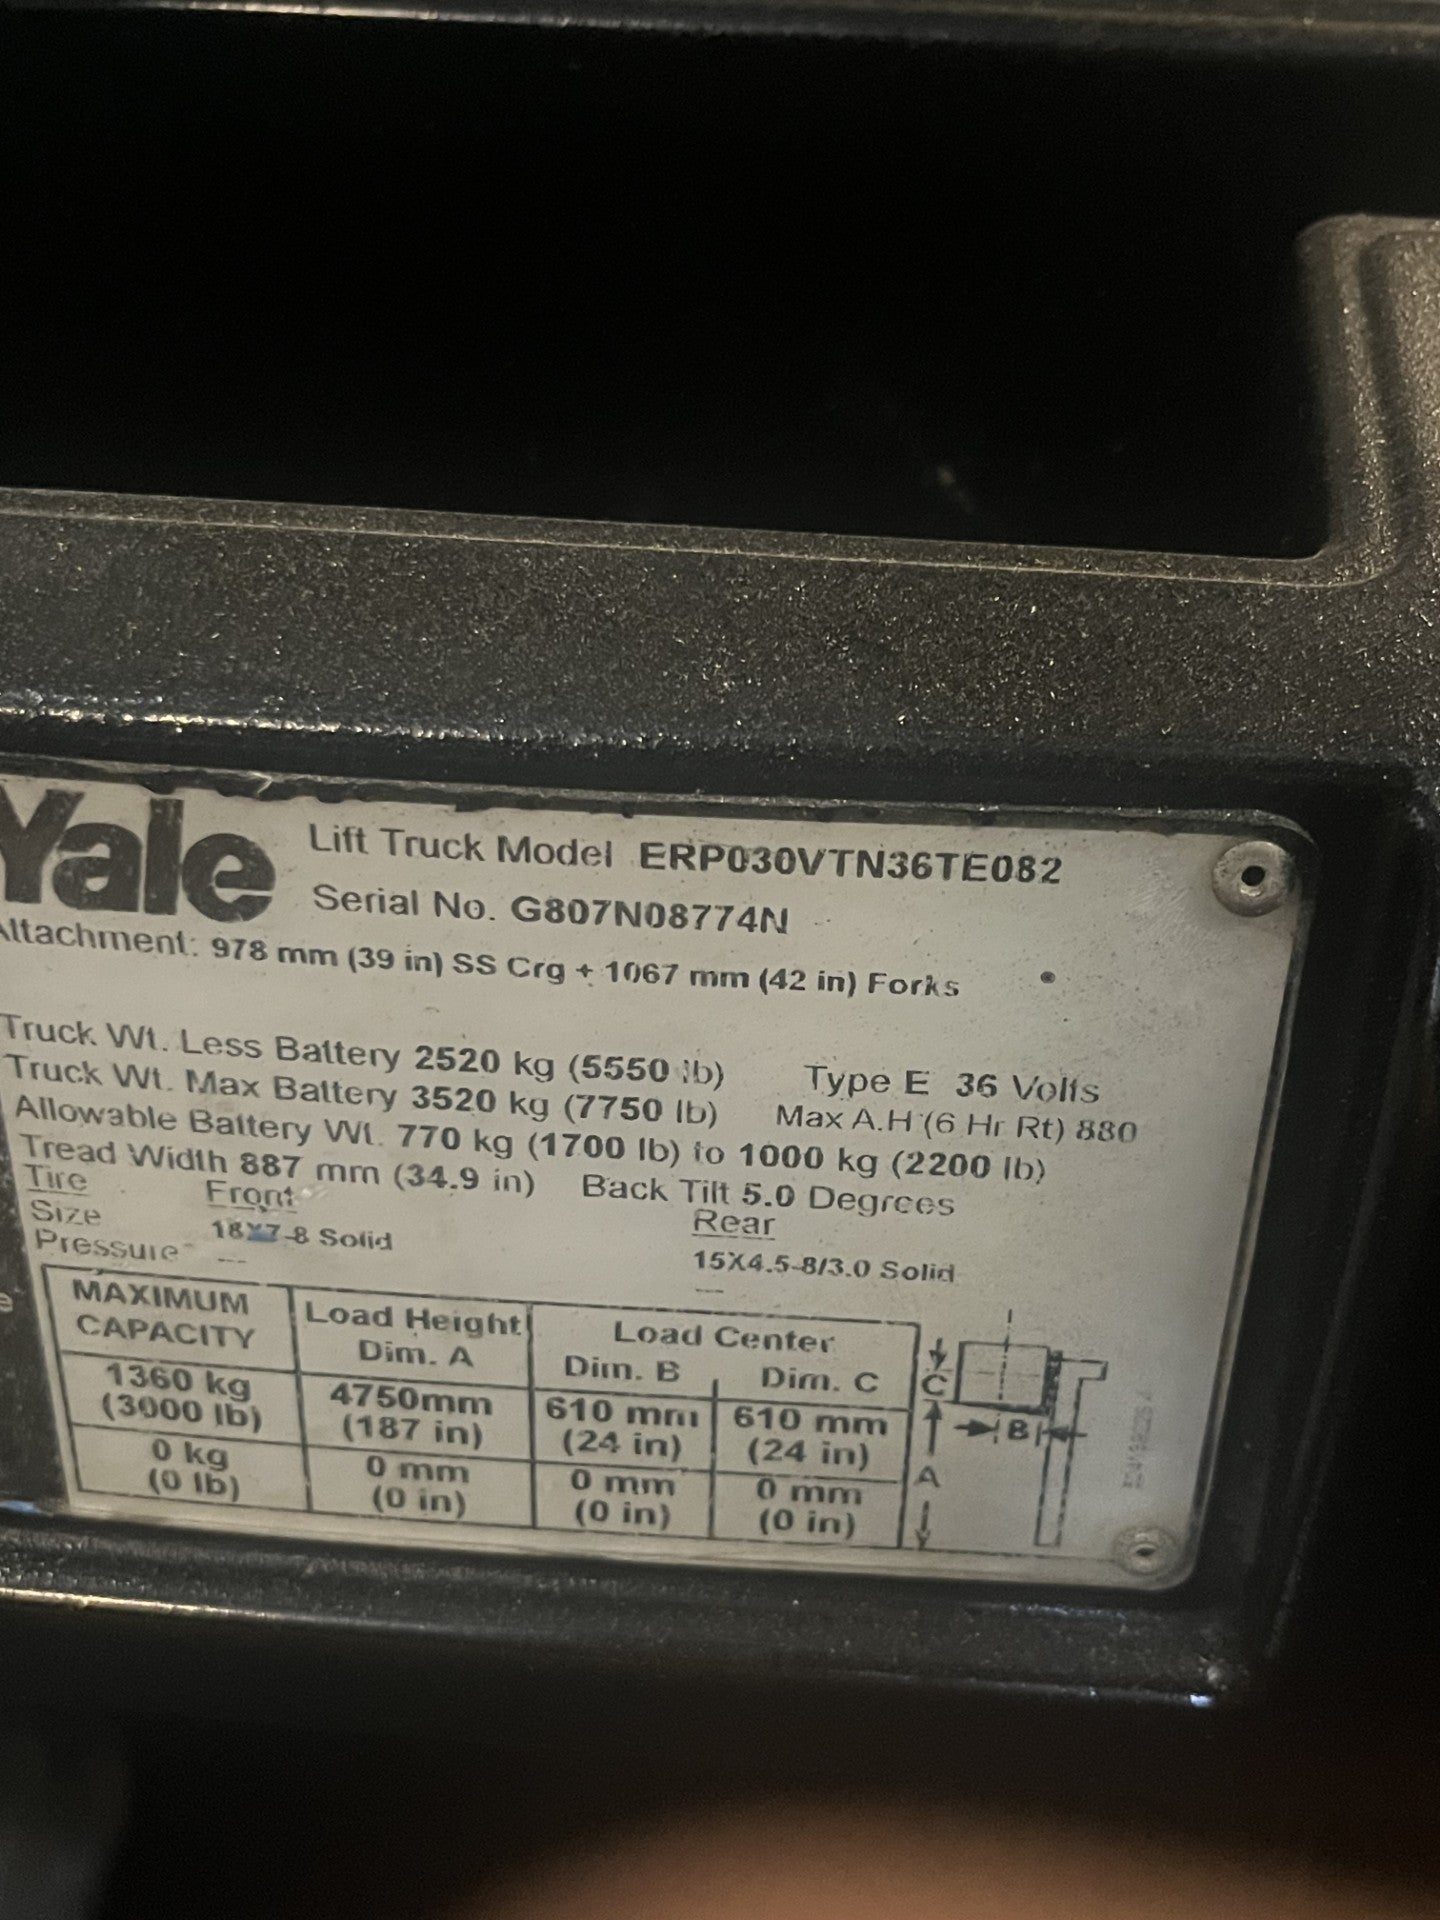 Yale
Lift Truck Model ERP030VTN36TE082
Serial No. G807N08774N
Attachment: 978 mm (39 in) SS Crg + 1067 mm (42 in) Forks
Truck Wt. Less Battery 2520 kg (5550 lb) Type E 36 Volts
Truck Wt. Max Battery 3520 kg (7750 lb) Max A.H (6 Hr Rt) 880
Allowable Battery Wt. 770 kg (1700 lb) to 1000 kg (2200 lb)
Tread Width 887 mm (34.9 in) Back Tilt 5.0 Degrees
Tire Front Rear
Size 18X7-8 Solid 15X4.5-8/3.0 Solid
Pressure --- ---
MAXIMUM CAPACITY Load Height Dim. A Load Center Dim. B Dim. C
1360 kg (3000 lb) 4750mm (187 in) 610 mm (24 in) 610 mm (24 in)
0 kg (0 lb) 0 mm (0 in) 0 mm (0 in) 0 mm (0 in)
C
B
A